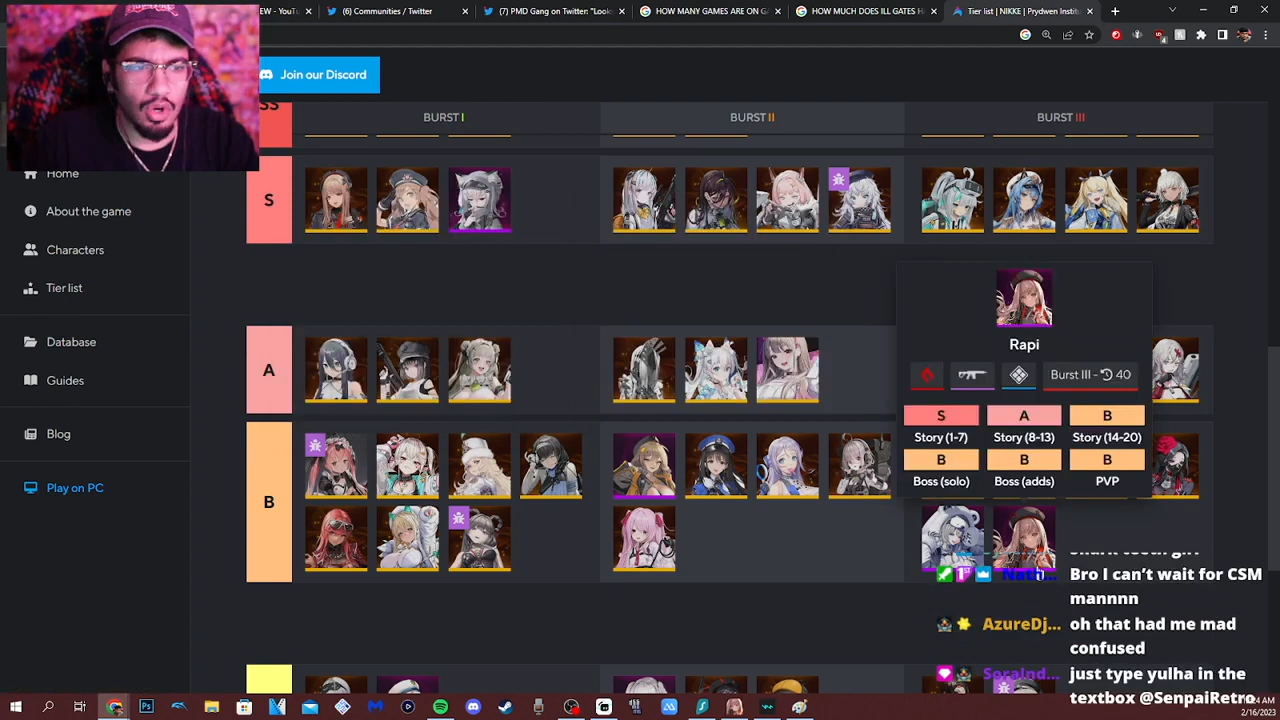 EW - YouTu
(6) Communities / Twitter
(7) PMD Gang on Twitter: "Look
HOW MANY GAMES ARE ON G
HOW MUCH DOES ILL GATES H
Tier list | NIKKE | Prydwen Institu
Join our Discord
SS
BURST I
BURST II
BURST III
Home
About the game
Characters
Tier list
Database
Guides
Blog
Play on PC
S
A
B
Rapi
Burst III - 40
S
A
B
Story (1-7)
Story (8-13)
Story (14-20)
B
B
B
Boss (solo)
Boss (adds)
PVP
Nath...
Bro I can't wait for CSM
mannnn
AzureDj...
oh that had me mad
confused
SoraInd...
just type yulha in the
textbox @SenpaiRetro
2/16/2023